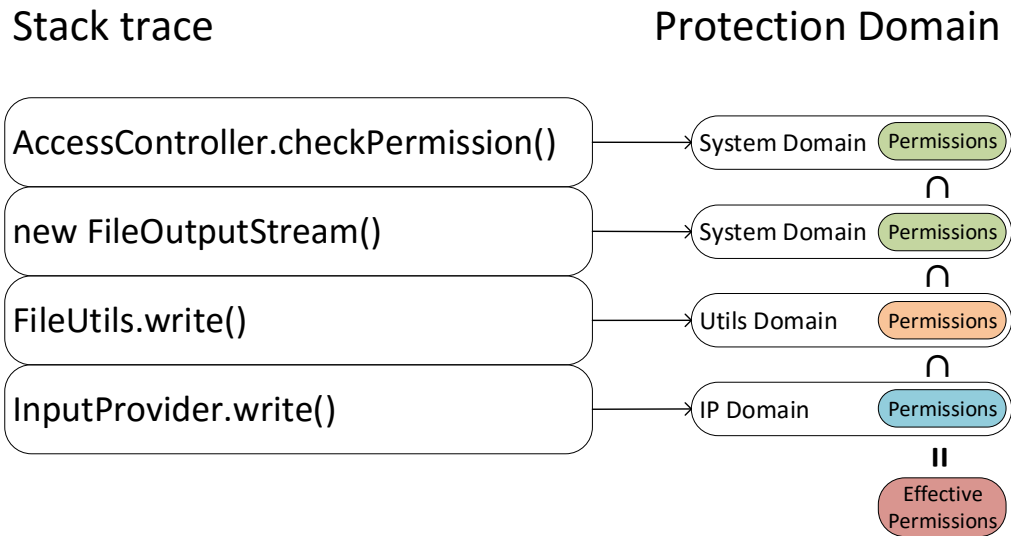 Stack trace
Protection Domain
AccessController.checkPermission()
System Domain
Permissions
∩
new FileOutputStream()
System Domain
Permissions
∩
FileUtils.write()
Utils Domain
Permissions
∩
InputProvider.write()
IP Domain
Permissions
=
Effective
Permissions